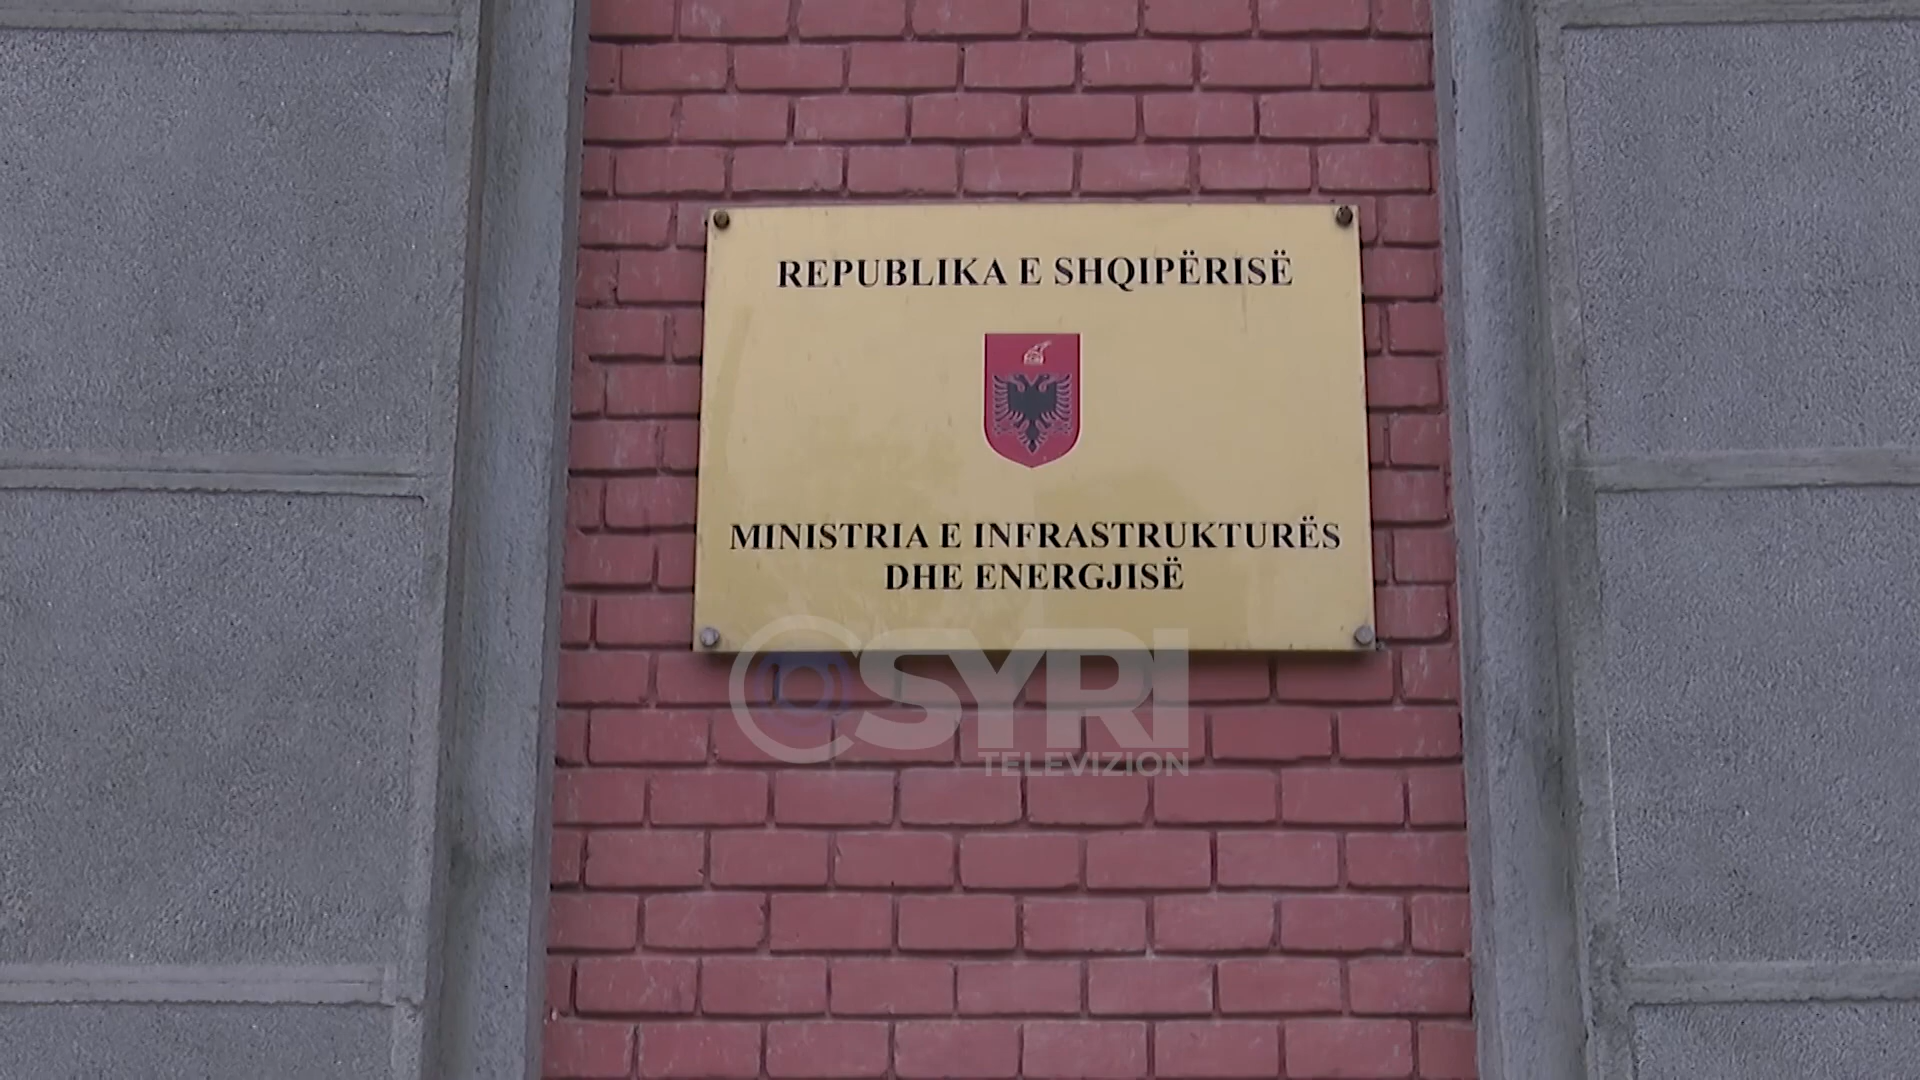 REPUBLIKA E SHQIPËRISË
MINISTRIA E INFRASTRUKTURËS
DHE ENERGJISË
SYRI
TELEVIZION